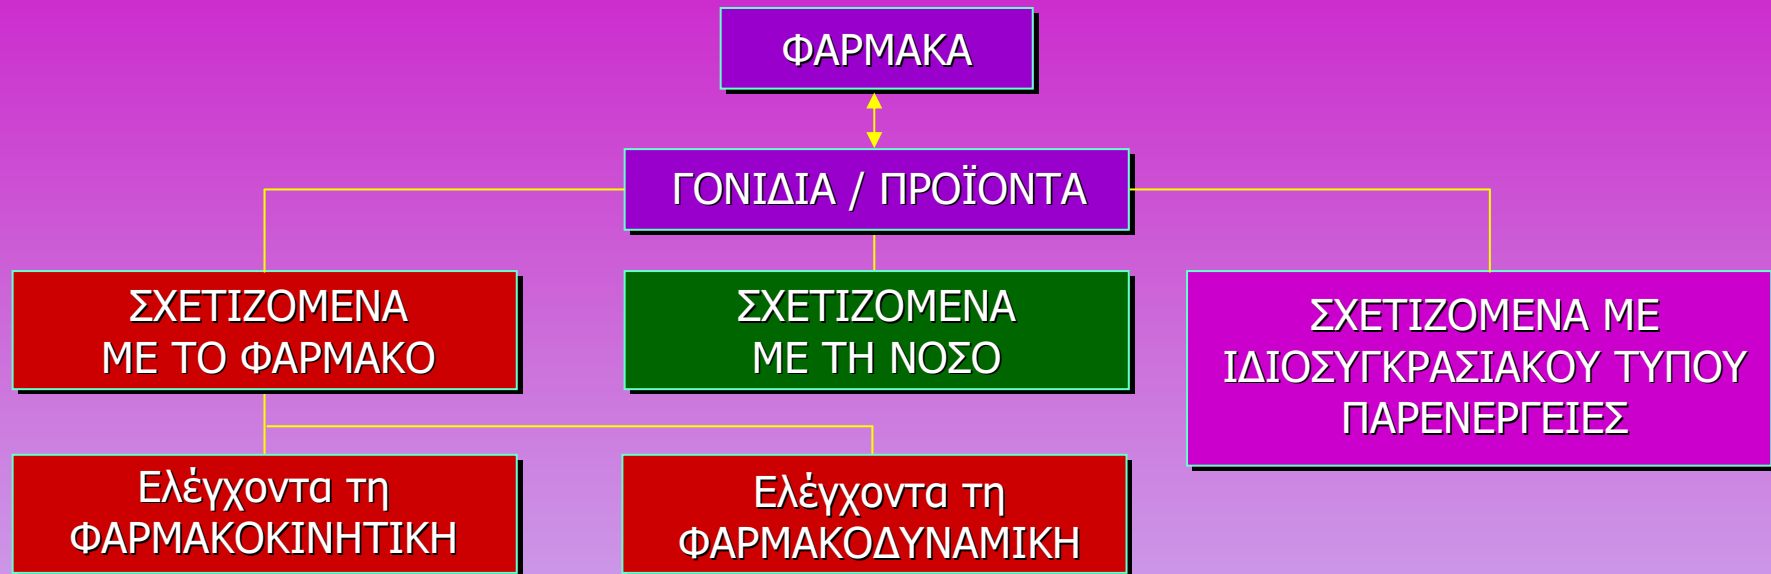 ΦΑΡΜΑΚΑ
ΓΟΝΙΔΙΑ / ΠΡΟΪΟΝΤΑ
ΣΧΕΤΙΖΟΜΕΝΑ
ΜΕ ΤΟ ΦΑΡΜΑΚΟ
ΣΧΕΤΙΖΟΜΕΝΑ
ΜΕ ΤΗ ΝΟΣΟ
ΣΧΕΤΙΖΟΜΕΝΑ ΜΕ
ΙΔΙΟΣΥΓΚΡΑΣΙΑΚΟΥ ΤΥΠΟΥ
ΠΑΡΕΝΕΡΓΕΙΕΣ
Ελέγχοντα τη
ΦΑΡΜΑΚΟΚΙΝΗΤΙΚΗ
Ελέγχοντα τη
ΦΑΡΜΑΚΟΔΥΝΑΜΙΚΗ